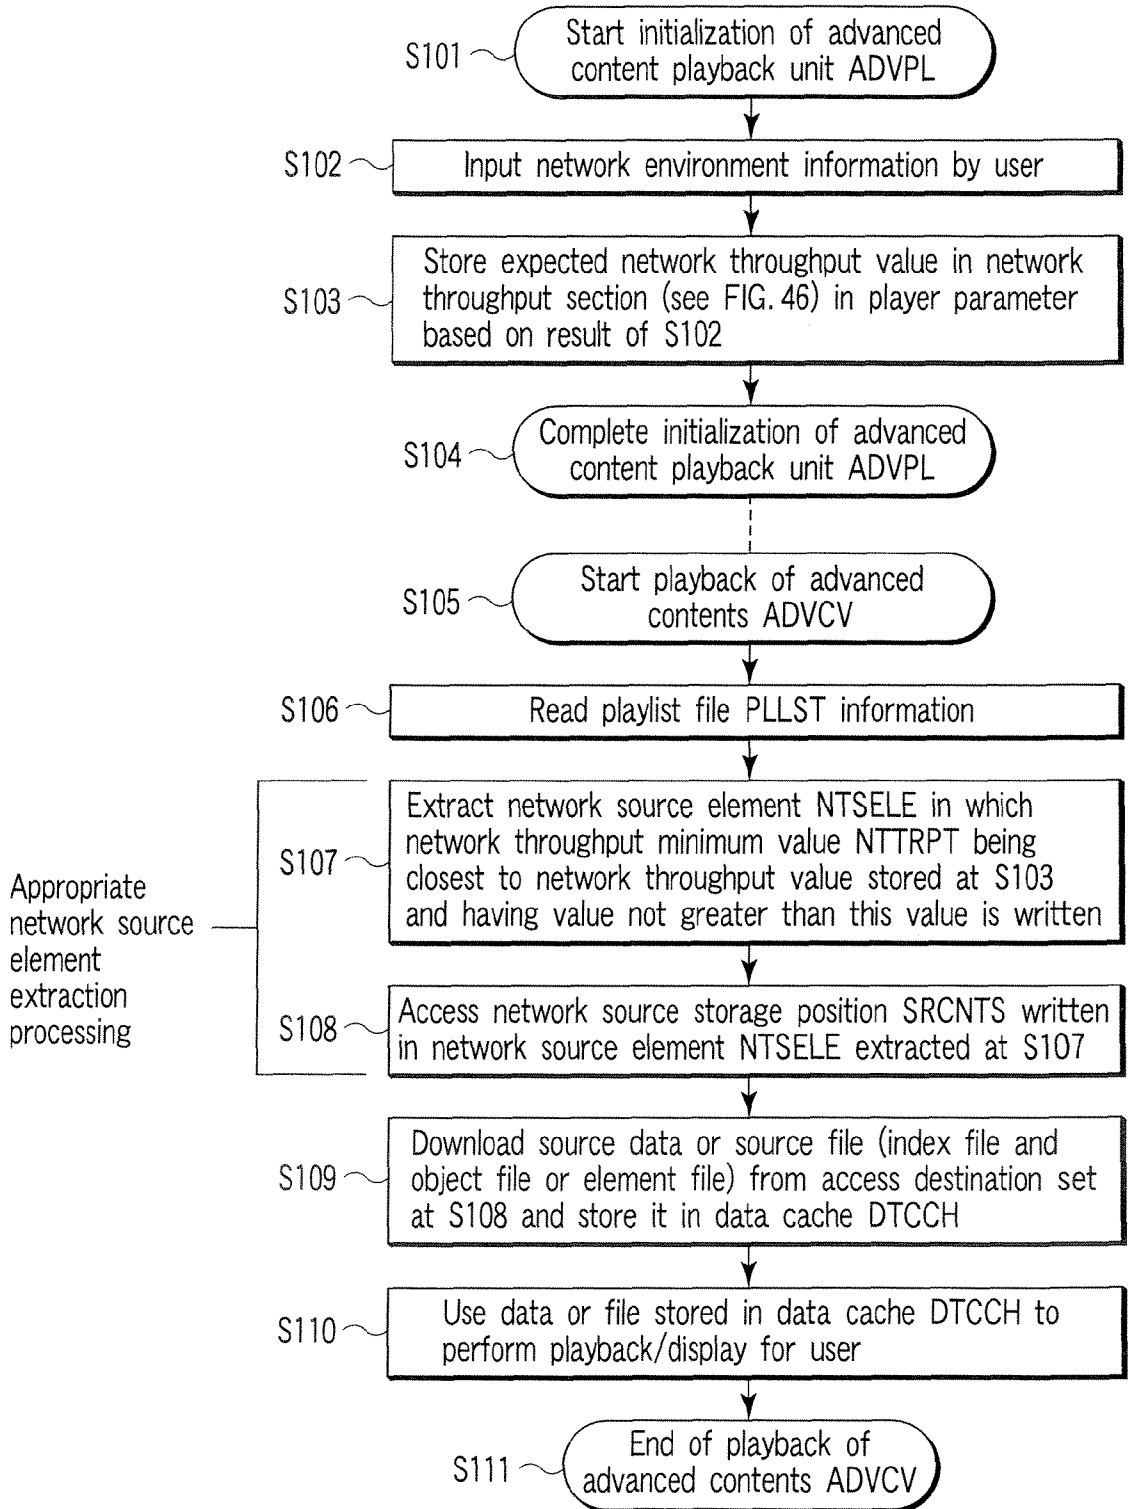 S101
Start initialization of advanced
content playback unit ADVPL
S102
Input network environment information by user
S103
Store expected network throughput value in network
throughput section (see FIG. 46) in player parameter
based on result of S102
S104
Complete initialization of advanced
content playback unit ADVPL
S105
Start playback of advanced
contents ADVCV
S106
Read playlist file PLLST information
Appropriate
network source
element
extraction
processing
S107
Extract network source element NTSELE in which
network throughput minimum value NTTRPT being
closest to network throughput value stored at S103
and having value not greater than this value is written
S108
Access network source storage position SRCNTS written
in network source element NTSELE extracted at S107
S109
Download source data or source file (index file and
object file or element file) from access destination set
at S108 and store it in data cache DTCCH
S110
Use data or file stored in data cache DTCCH to
perform playback/display for user
S111
End of playback of
advanced contents ADVCV